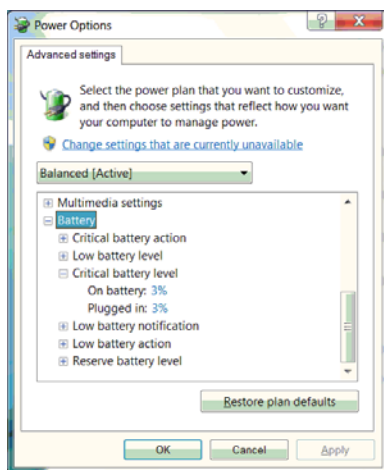 Power Options
Advanced settings
Select the power plan that you want to customize,
and then choose settings that reflect how you want
your computer to manage power.
Change settings that are currently unavailable
Balanced [Active]
Multimedia settings
Battery
Critical battery action
Low battery level
Critical battery level
On battery: 3%
Plugged in: 3%
Low battery notification
Low battery action
Reserve battery level
Restore plan defaults
OK Cancel Apply